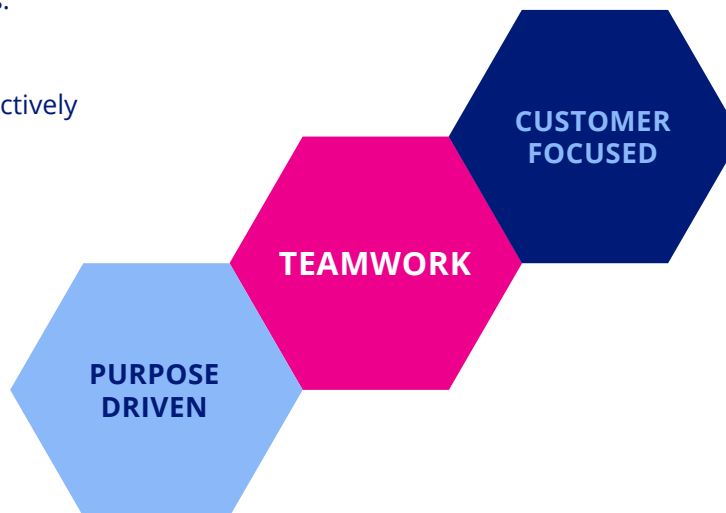 ctively
CUSTOMER
FOCUSED
TEAMWORK
PURPOSE
DRIVEN